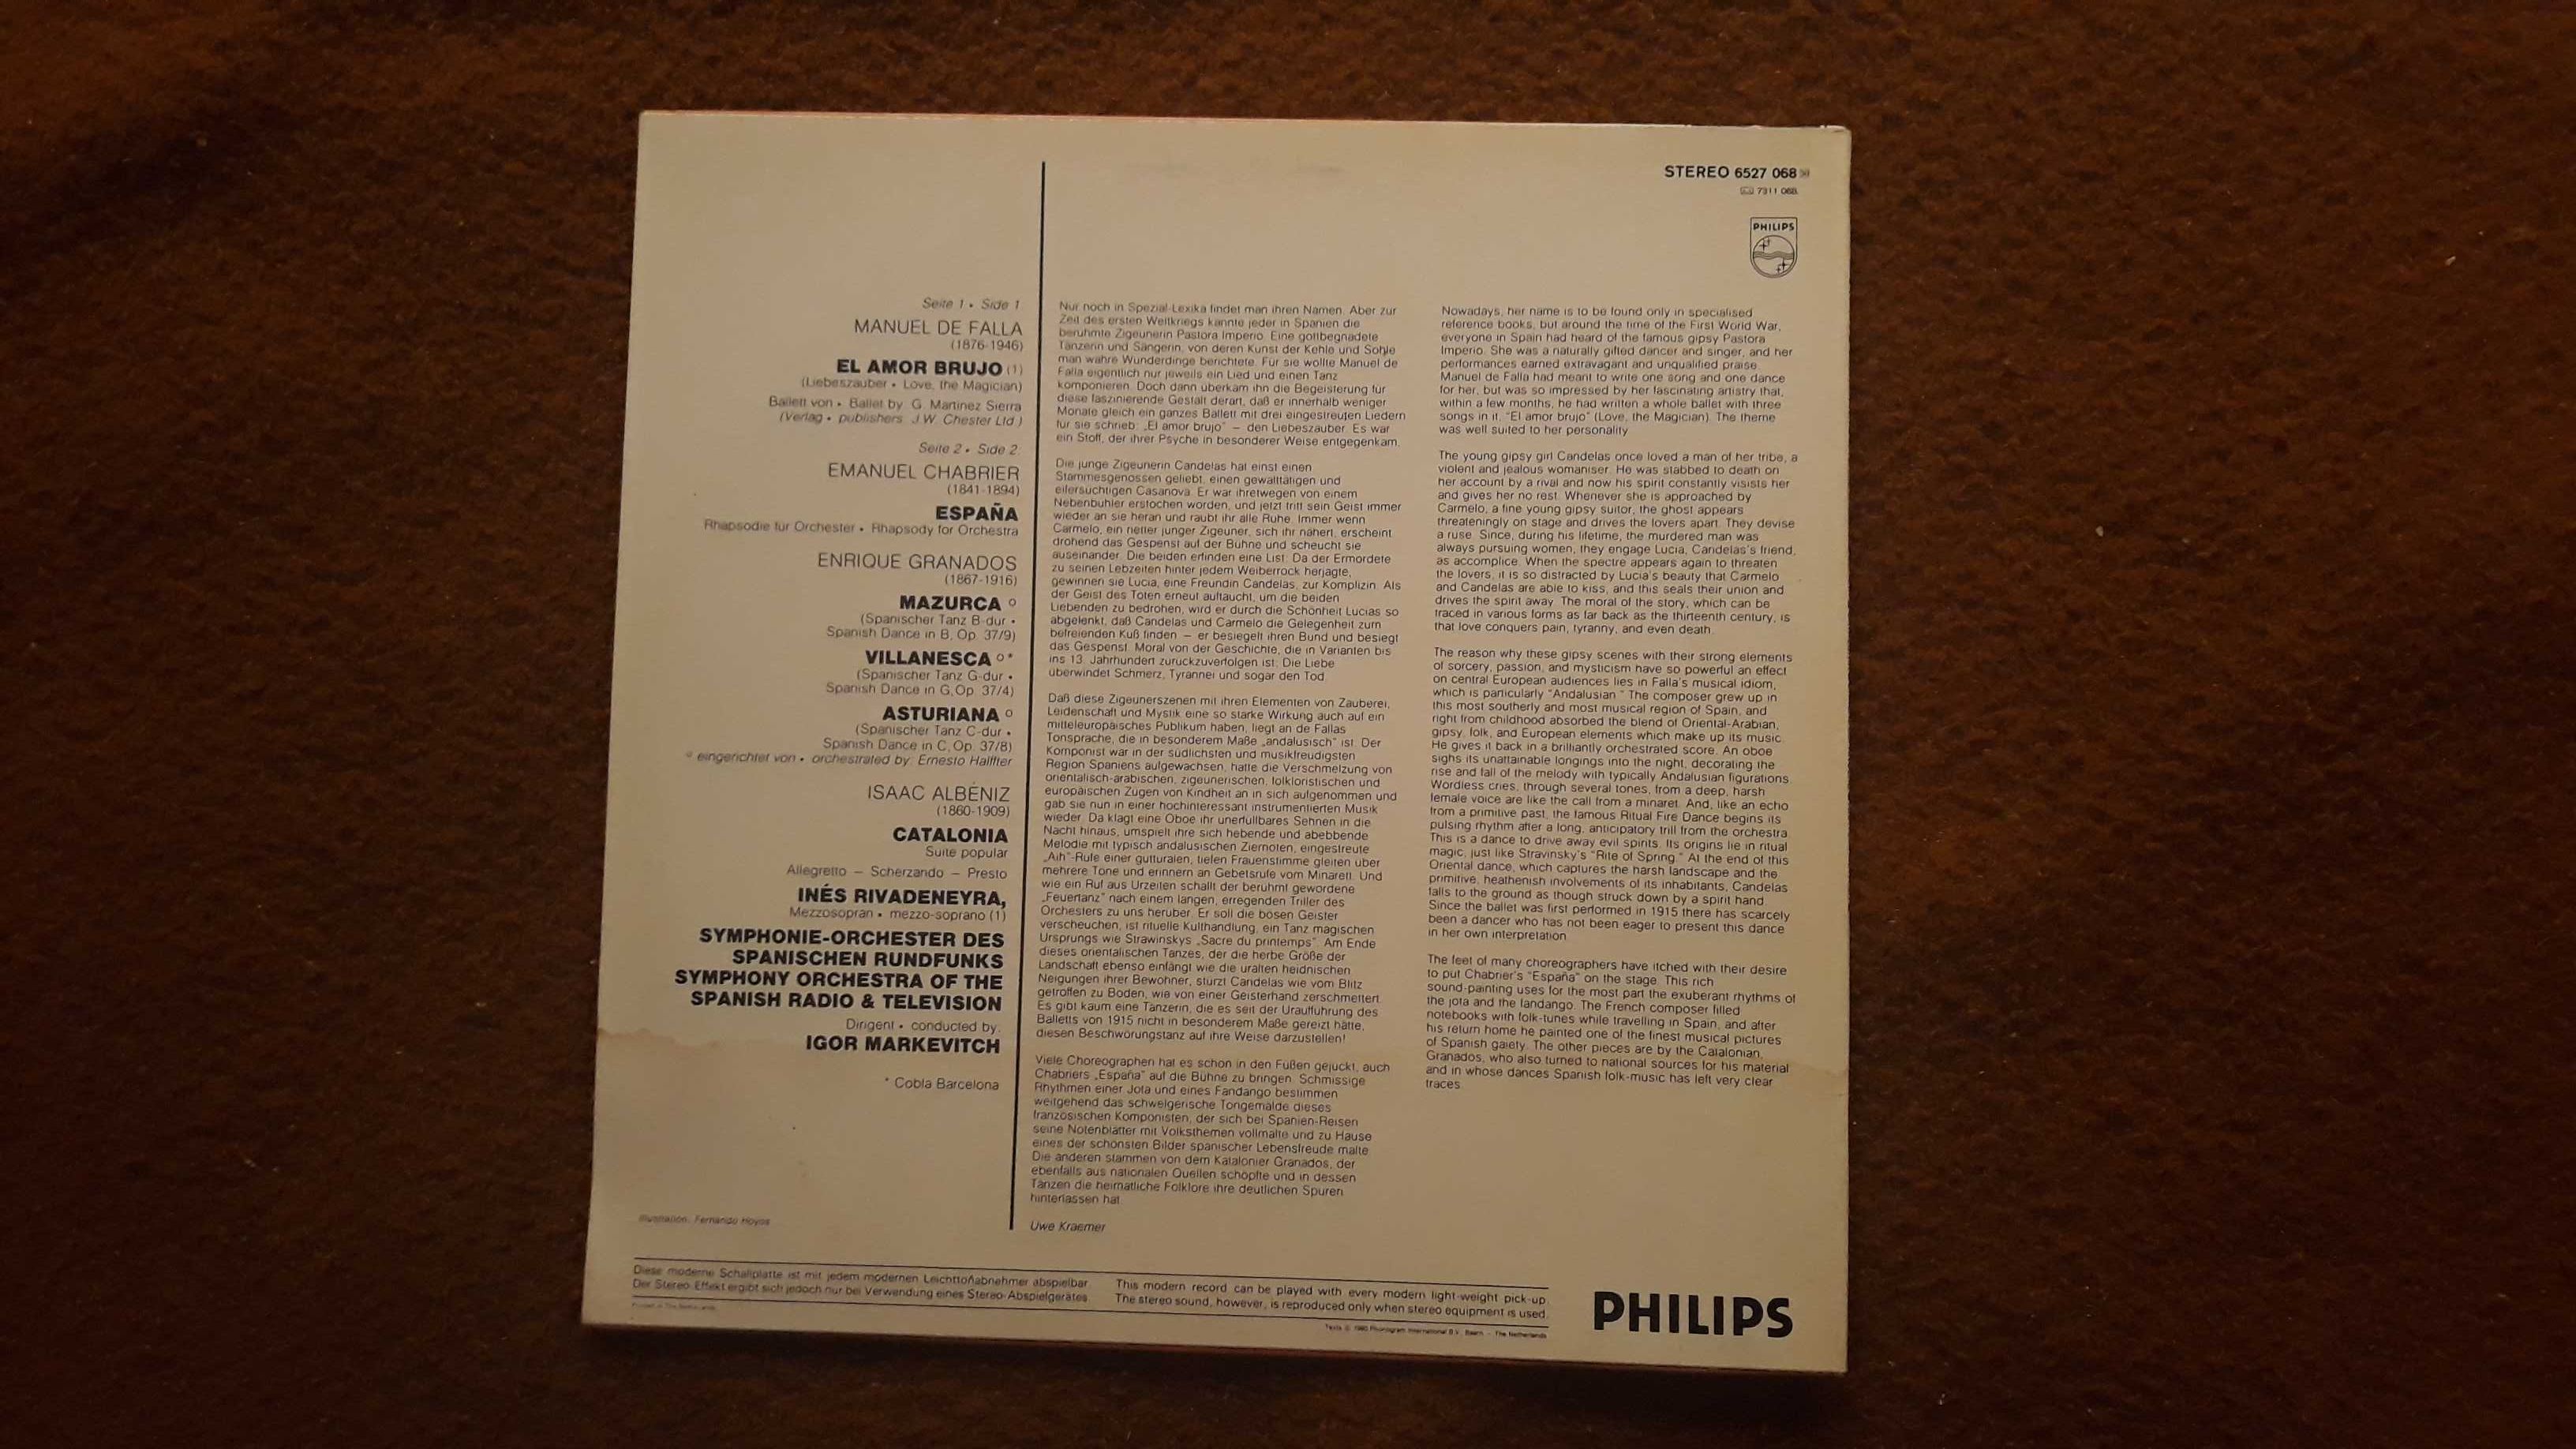 STEREO 6527 068
7311 068
PHILIPS
Seite 1 • Side 1
MANUEL DE FALLA
(1876-1946)
EL AMOR BRUJO (1)
(Liebeszauber • Love, the Magician)
Ballett von • Ballet by: G. Martinez Sierra
(Verlag • publishers: J.W. Chester Ltd.)
Seite 2 • Side 2
EMANUEL CHABRIER
(1841-1894)
ESPAÑA
Rhapsodie für Orchester • Rhapsody for Orchestra
ENRIQUE GRANADOS
(1867-1916)
MAZURCA °
(Spanischer Tanz B-dur •
Spanish Dance in B, Op. 37/9)
VILLANESCA °*
(Spanischer Tanz G-dur •
Spanish Dance in G, Op. 37/4)
ASTURIANA °
(Spanischer Tanz C-dur •
Spanish Dance in C, Op. 37/8)
° eingerichtet von • orchestrated by: Ernesto Halffter
ISAAC ALBÉNIZ
(1860-1909)
CATALONIA
Suite popular
Allegretto – Scherzando – Presto
INÉS RIVADENEYRA,
Mezzosopran • mezzo-soprano (1)
SYMPHONIE-ORCHESTER DES
SPANISCHEN RUNDFUNKS
SYMPHONY ORCHESTRA OF THE
SPANISH RADIO & TELEVISION
Dirigent • conducted by:
IGOR MARKEVITCH
* Cobla Barcelona
Illustration: Fernando Hoyos
Nur noch in Spezial-Lexika findet man ihren Namen. Aber zur
Zeit des ersten Weltkriegs kannte jeder in Spanien die
berühmte Zigeunerin Pastora Imperio. Eine gottbegnadete
Tänzerin und Sängerin, von deren Kunst der Kehle und Sohle
man wahre Wunderdinge berichtete. Für sie wollte Manuel de
Falla eigentlich nur jeweils ein Lied und einen Tanz
komponieren. Doch dann überkam ihn die Begeisterung für
diese faszinierende Gestalt derart, daß er innerhalb weniger
Monate gleich ein ganzes Ballett mit drei eingestreuten Liedern
für sie schrieb: „El amor brujo" – den Liebeszauber. Es war
ein Stoff, der ihrer Psyche in besonderer Weise entgegenkam.
Die junge Zigeunerin Candelas hat einst einen
Stammesgenossen geliebt, einen gewalttätigen und
eifersüchtigen Casanova. Er war ihretwegen von einem
Nebenbuhler erstochen worden, und jetzt tritt sein Geist immer
wieder an sie heran und raubt ihr alle Ruhe. Immer wenn
Carmelo, ein netter junger Zigeuner, sich ihr nähert, erscheint
drohend das Gespenst auf der Bühne und scheucht sie
auseinander. Die beiden erfinden eine List: Da der Ermordete
zu seinen Lebzeiten hinter jedem Weiberrock herjagte,
gewinnen sie Lucia, eine Freundin Candelas, zur Komplizin. Als
der Geist des Toten erneut auftaucht, um die beiden
Liebenden zu bedrohen, wird er durch die Schönheit Lucias so
abgelenkt, daß Candelas und Carmelo die Gelegenheit zum
befreienden Kuß finden – er besiegelt ihren Bund und besiegt
das Gespenst. Moral von der Geschichte, die in Varianten bis
ins 13. Jahrhundert zurückzuverfolgen ist: Die Liebe
überwindet Schmerz, Tyrannei und sogar den Tod.
Daß diese Zigeunerszenen mit ihren Elementen von Zauberei,
Leidenschaft und Mystik eine so starke Wirkung auch auf ein
mitteleuropäisches Publikum haben, liegt an de Fallas
Tonsprache, die in besonderem Maße „andalusisch" ist. Der
Komponist war in der südlichsten und musikfreudigsten
Region Spaniens aufgewachsen, hatte die Verschmelzung von
orientalisch-arabischen, zigeunerischen, folkloristischen und
europäischen Zügen von Kindheit an in sich aufgenommen und
gab sie nun in einer hochinteressant instrumentierten Musik
wieder. Da klagt eine Oboe ihr unerfüllbares Sehnen in die
Nacht hinaus, umspielt ihre sich hebende und abebbende
Melodie mit typisch andalusischen Ziernoten, eingestreute
„Aih"-Rufe einer gutturalen, tiefen Frauenstimme gleiten über
mehrere Töne und erinnern an Gebetsrufe vom Minarett. Und
wie ein Ruf aus Urzeiten schallt der berühmt gewordene
„Feuertanz" nach einem langen, erregenden Triller des
Orchesters zu uns herüber. Er soll die bösen Geister
verscheuchen, ist rituelle Kulthandlung, ein Tanz magischen
Ursprungs wie Strawinskys „Sacre du printemps". Am Ende
dieses orientalischen Tanzes, der die herbe Größe der
Landschaft ebenso einfängt wie die uralten heidnischen
Neigungen ihrer Bewohner, stürzt Candelas wie vom Blitz
getroffen zu Boden, wie von einer Geisterhand zerschmettert.
Es gibt kaum eine Tänzerin, die es seit der Uraufführung des
Balletts von 1915 nicht in besonderem Maße gereizt hätte,
diesen Beschwörungstanz auf ihre Weise darzustellen!
Viele Choreographen hat es schon in den Füßen gejuckt, auch
Chabriers „España" auf die Bühne zu bringen. Schmissige
Rhythmen einer Jota und eines Fandango bestimmen
weitgehend das schwelgerische Tongemälde dieses
französischen Komponisten, der sich bei Spanien-Reisen
seine Notenblätter mit Volksthemen vollmalte und zu Hause
eines der schönsten Bilder spanischer Lebensfreude malte.
Die anderen stammen von dem Katalonier Granados, der
ebenfalls aus nationalen Quellen schöpfte und in dessen
Tänzen die heimatliche Folklore ihre deutlichen Spuren
hinterlassen hat.
Uwe Kraemer
Nowadays, her name is to be found only in specialised
reference books, but around the time of the First World War,
everyone in Spain had heard of the famous gipsy Pastora
Imperio. She was a naturally gifted dancer and singer, and her
performances earned extravagant and unqualified praise.
Manuel de Falla had meant to write one song and one dance
for her, but was so impressed by her fascinating artistry that,
within a few months, he had written a whole ballet with three
songs in it, "El amor brujo" (Love, the Magician). The theme
was well suited to her personality.
The young gipsy girl Candelas once loved a man of her tribe, a
violent and jealous womaniser. He was stabbed to death on
her account by a rival and now his spirit constantly visists her
and gives her no rest. Whenever she is approached by
Carmelo, a fine young gipsy suitor, the ghost appears
threateningly on stage and drives the lovers apart. They devise
a ruse. Since, during his lifetime, the murdered man was
always pursuing women, they engage Lucia, Candelas's friend,
as accomplice. When the spectre appears again to threaten
the lovers, it is so distracted by Lucia's beauty that Carmelo
and Candelas are able to kiss, and this seals their union and
drives the spirit away. The moral of the story, which can be
traced in various forms as far back as the thirteenth century, is
that love conquers pain, tyranny, and even death.
The reason why these gipsy scenes with their strong elements
of sorcery, passion, and mysticism have so powerful an effect
on central European audiences lies in Falla's musical idiom,
which is particularly "Andalusian." The composer grew up in
this most southerly and most musical region of Spain, and
right from childhood absorbed the blend of Oriental-Arabian,
gipsy, folk, and European elements which make up its music.
He gives it back in a brilliantly orchestrated score. An oboe
sighs its unattainable longings into the night, decorating the
rise and fall of the melody with typically Andalusian figurations.
Wordless cries, through several tones, from a deep, harsh
female voice are like the call from a minaret. And, like an echo
from a primitive past, the famous Ritual Fire Dance begins its
pulsing rhythm after a long, anticipatory trill from the orchestra.
This is a dance to drive away evil spirits. Its origins lie in ritual
magic, just like Stravinsky's "Rite of Spring." At the end of this
Oriental dance, which captures the harsh landscape and the
primitive, heathenish involvements of its inhabitants, Candelas
falls to the ground as though struck down by a spirit hand.
Since the ballet was first performed in 1915 there has scarcely
been a dancer who has not been eager to present this dance
in her own interpretation.
The feet of many choreographers have itched with their desire
to put Chabrier's "España" on the stage. This rich
sound-painting uses for the most part the exuberant rhythms of
the jota and the fandango. The French composer filled
notebooks with folk-tunes while travelling in Spain, and after
his return home he painted one of the finest musical pictures
of Spanish gaiety. The other pieces are by the Catalonian,
Granados, who also turned to national sources for his material
and in whose dances Spanish folk-music has left very clear
traces.
Diese moderne Schallplatte ist mit jedem modernen Leichttonabnehmer abspielbar.
Der Stereo-Effekt ergibt sich jedoch nur bei Verwendung eines Stereo-Abspielgerätes.
This modern record can be played with every modern light-weight pick-up.
The stereo sound, however, is reproduced only when stereo equipment is used.
Printed in The Netherlands
Texts © 1980 Phonogram International B.V. Baarn – The Netherlands
PHILIPS